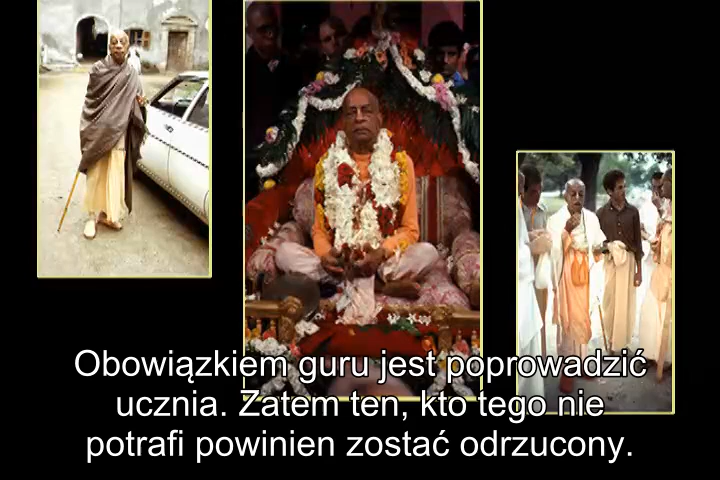 Obowiązkiem guru jest poprowadzić
ucznia. Zatem ten, kto tego nie
potrafi powinien zostać odrzucony.